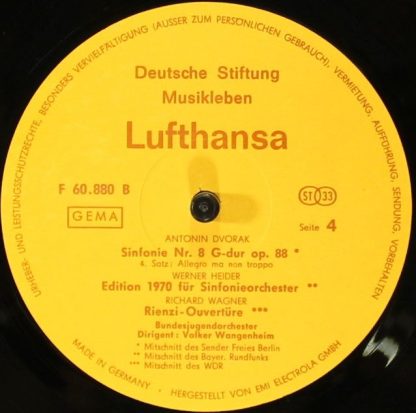 URHEBER- UND LEISTUNGSSCHUTZRECHTE, BESONDERS VERVIELFÄLTIGUNG (AUSSER ZUM PERSÖNLICHEN GEBRAUCH), VERMIETUNG, AUFFÜHRUNG, SENDUNG, VORBEHALTEN
Deutsche Stiftung
Musikleben
Lufthansa
F 60.880 B
GEMA
ST 33
Seite 4
ANTONIN DVORAK
Sinfonie Nr. 8 G-dur op. 88 *
4. Satz: Allegro ma non troppo
WERNER HEIDER
Edition 1970 für Sinfonieorchester **
RICHARD WAGNER
Rienzi-Ouvertüre ***
Bundesjugendorchester
Dirigent: Volker Wangenheim
* Mitschnitt des Sender Freies Berlin
** Mitschnitt des Bayer. Rundfunks
*** Mitschnitt des WDR
MADE IN GERMANY · HERGESTELLT VON EMI ELECTROLA GMBH